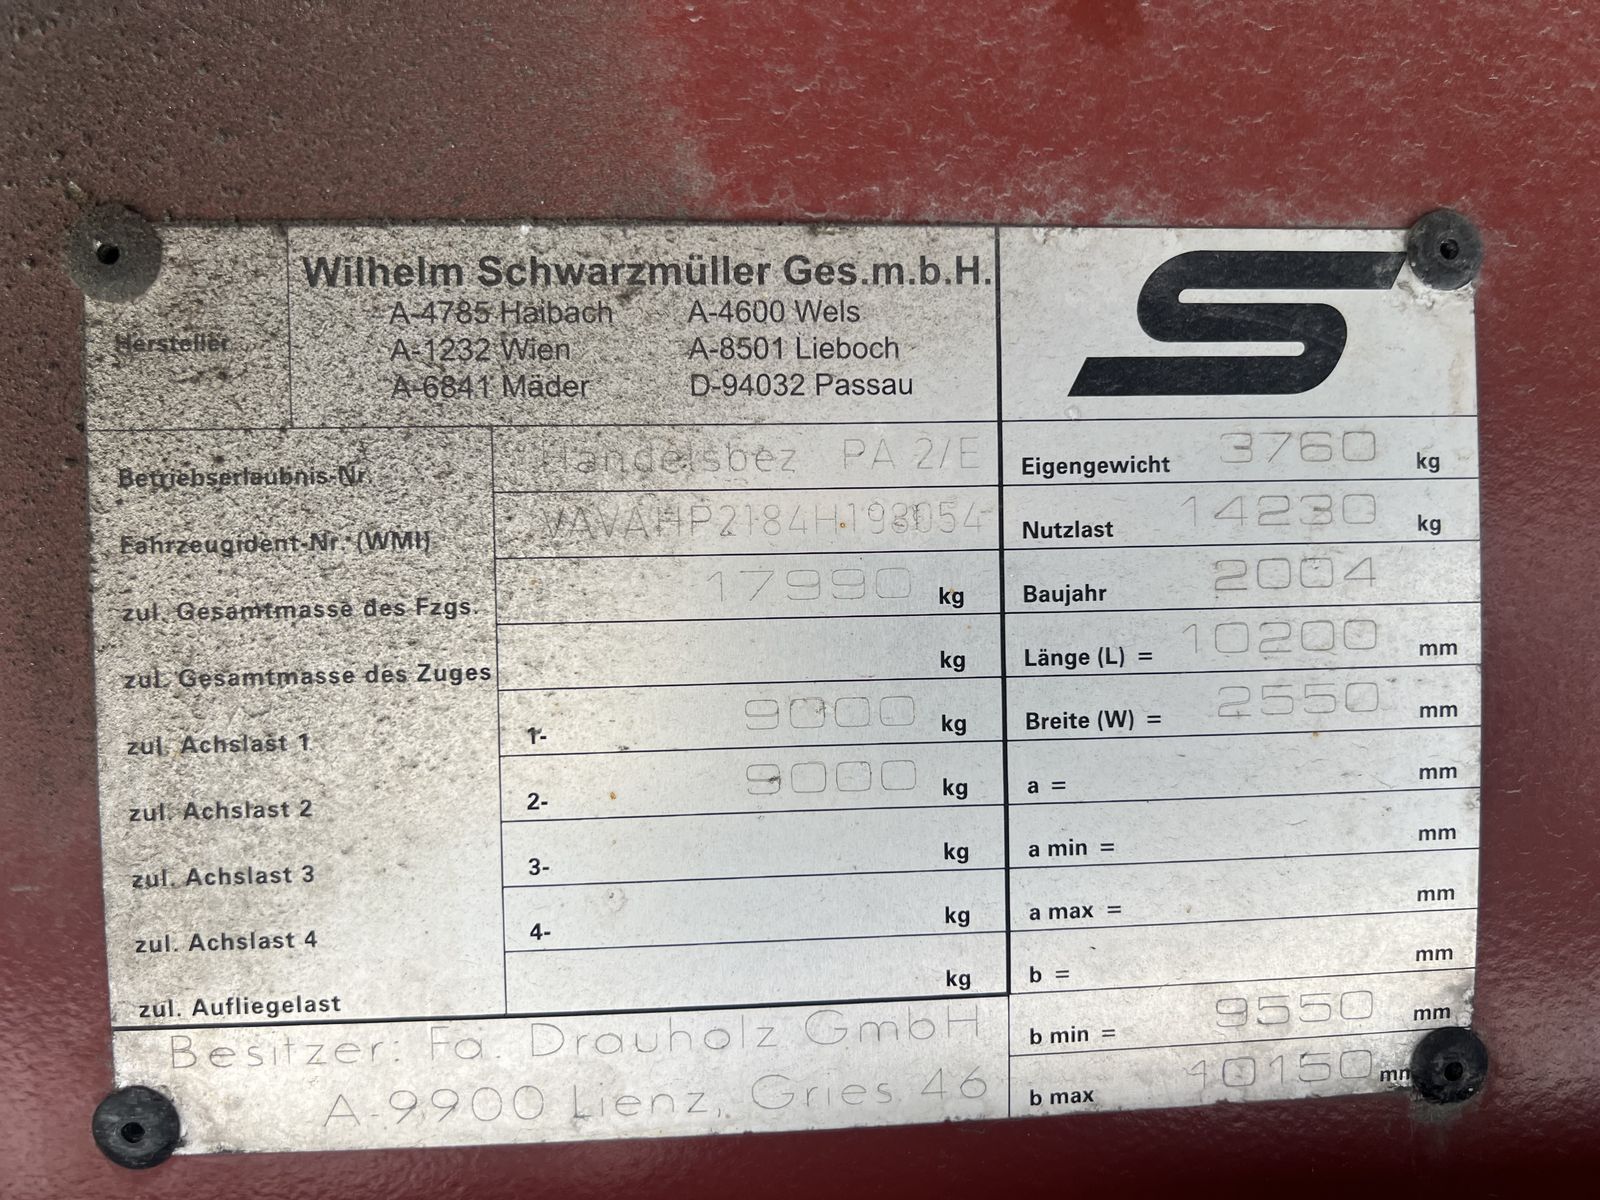 Hersteller
Wilhelm Schwarzmüller Ges.m.b.H.
A-4785 Haibach A-4600 Wels
A-1232 Wien A-8501 Lieboch
A-6841 Mäder D-94032 Passau
Betriebserlaubnis-Nr. Handelsbez PA 2/E
Fahrzeugident-Nr. (WMI) VAVAHP2184H193054
zul. Gesamtmasse des Fzgs. 17990 kg
zul. Gesamtmasse des Zuges kg
zul. Achslast 1 1- 9000 kg
zul. Achslast 2 2- 9000 kg
zul. Achslast 3 3- kg
zul. Achslast 4 4- kg
zul. Aufliegelast kg
Besitzer: Fa. Drauholz GmbH
A-9900 Lienz, Gries 46
Eigengewicht 3760 kg
Nutzlast 14230 kg
Baujahr 2004
Länge (L) = 10200 mm
Breite (W) = 2550 mm
a = mm
a min = mm
a max = mm
b = mm
b min = 9550 mm
b max 10150 mm